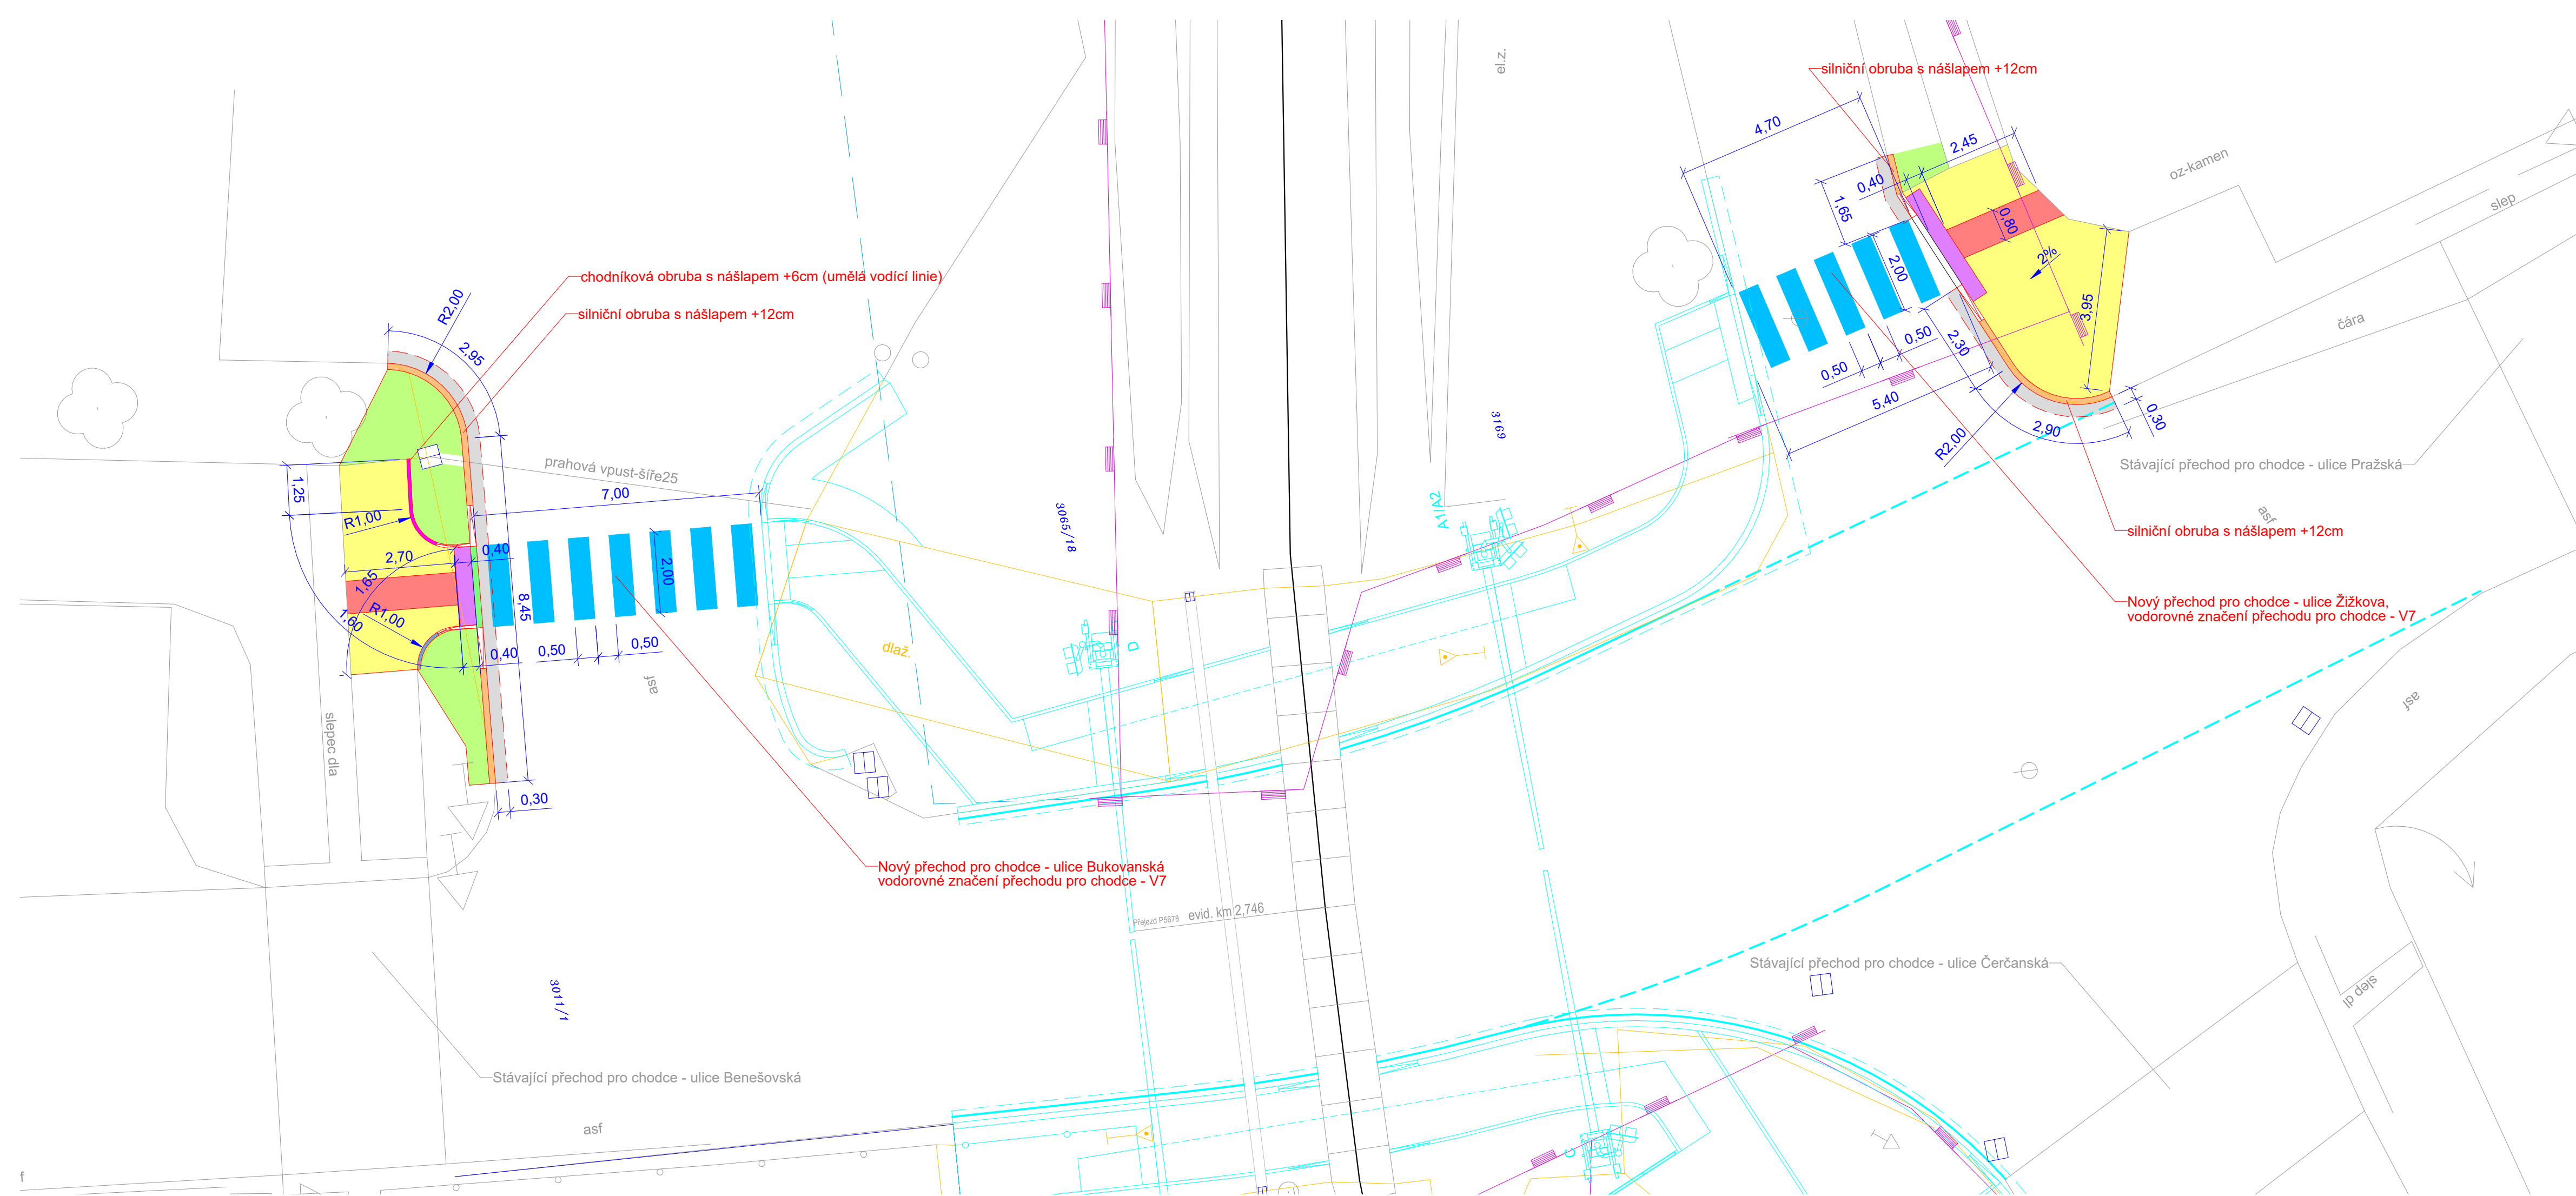 el.z.
silniční obruba s nášlapem +12cm
4,70
2,45
oz-kamen
slep
0,40
1,65
0,80
2%
2,00
chodníková obruba s nášlapem +6cm (umělá vodící linie)
R2,00
2,95
silniční obruba s nášlapem +12cm
3,95
0,50
0,50
2,30
čára
5,40
2,90
0,30
R2,00
3169
Stávající přechod pro chodce - ulice Pražská
prahová vpust-šíře25
1,25
7,00
R1,00
A1/A2
asf
3065/18
silniční obruba s nášlapem +12cm
2,70
0,40
2,00
1,65
R1,00
1,60
8,45
Nový přechod pro chodce - ulice Žižkova,
vodorovné značení přechodu pro chodce - V7
0,50
0,50
0,40
dlaž.
D
asf
asf
slepec dla
0,30
Nový přechod pro chodce - ulice Bukovanská
vodorovné značení přechodu pro chodce - V7
Přejezd P5678
evid. km 2,746
Stávající přechod pro chodce - ulice Čerčanská
slep dl
3011/1
Stávající přechod pro chodce - ulice Benešovská
asf
C
f